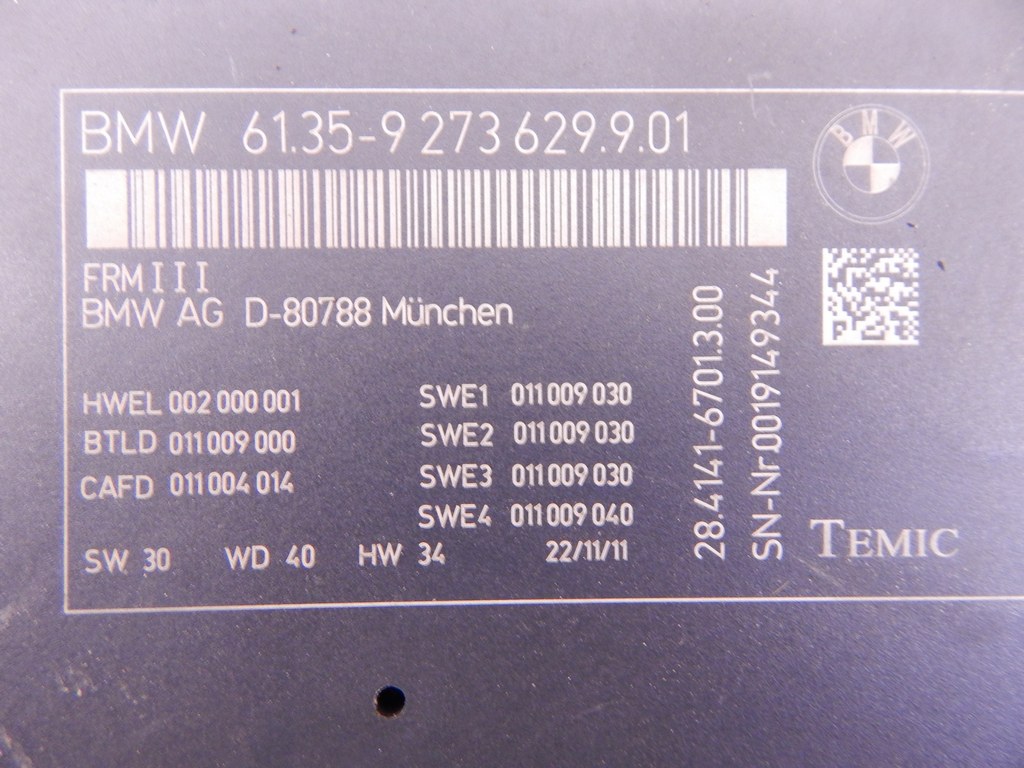 BMW 61.35-9 273 629.9.01
BMW
FRM III
BMW AG D-80788 München
HWEL 002 000 001
BTLD 011 009 000
CAFD 011 004 014
SWE1 011 009 030
SWE2 011 009 030
SWE3 011 009 030
SWE4 011 009 040
SW 30 WD 40 HW 34 22/11/11
28.4141-6701.3.00
SN-Nr.0019149344
TEMIC